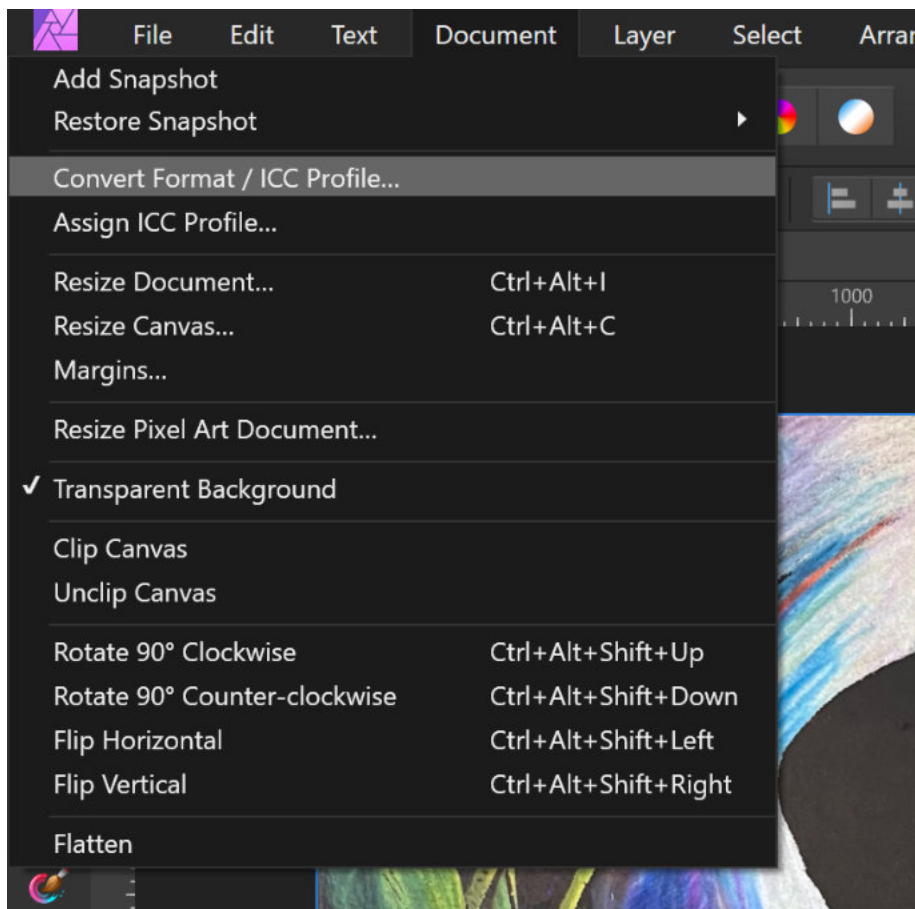 File Edit Text Document Layer Select Arrar
Add Snapshot
Restore Snapshot
Convert Format / ICC Profile...
Assign ICC Profile...
Resize Document... Ctrl+Alt+I
Resize Canvas... Ctrl+Alt+C
1000
Margins...
Resize Pixel Art Document...
Transparent Background
Clip Canvas
Unclip Canvas
Rotate 90° Clockwise Ctrl+Alt+Shift+Up
Rotate 90° Counter-clockwise Ctrl+Alt+Shift+Down
Flip Horizontal Ctrl+Alt+Shift+Left
Flip Vertical Ctrl+Alt+Shift+Right
Flatten